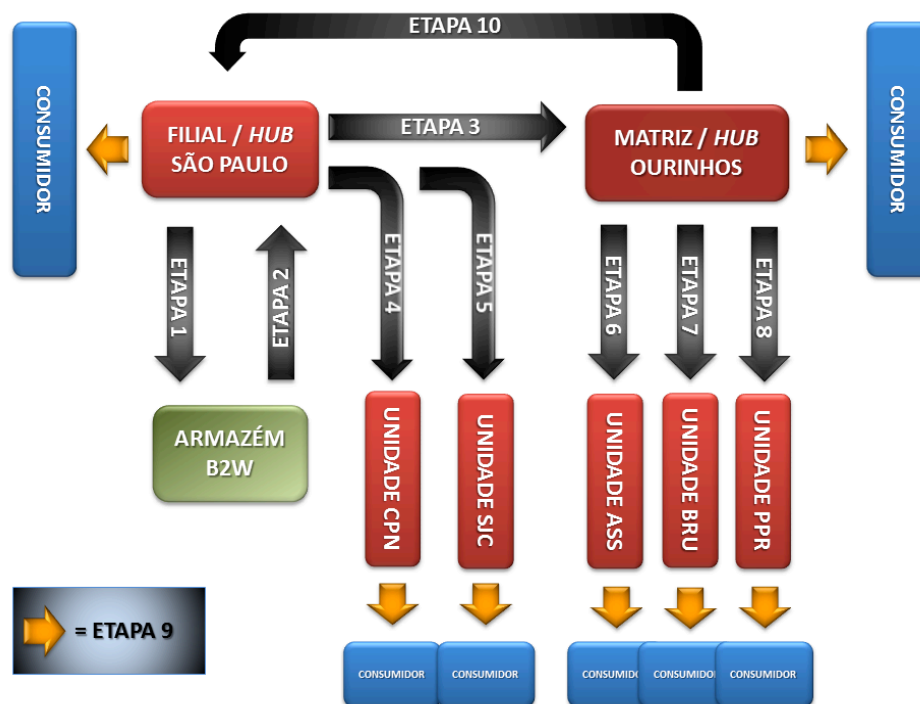 ETAPA 10
CONSUMIDOR
FILIAL / HUB
SÃO PAULO
ETAPA 3
MATRIZ / HUB
OURINHOS
CONSUMIDOR
ETAPA 1
ETAPA 2
ETAPA 4
ETAPA 5
ETAPA 6
ETAPA 7
ETAPA 8
ARMAZÉM
B2W
UNIDADE CPN
UNIDADE SJC
UNIDADE ASS
UNIDADE BRU
UNIDADE PPR
= ETAPA 9
CONSUMIDOR
CONSUMIDOR
CONSUMIDOR
CONSUMIDOR
CONSUMIDOR